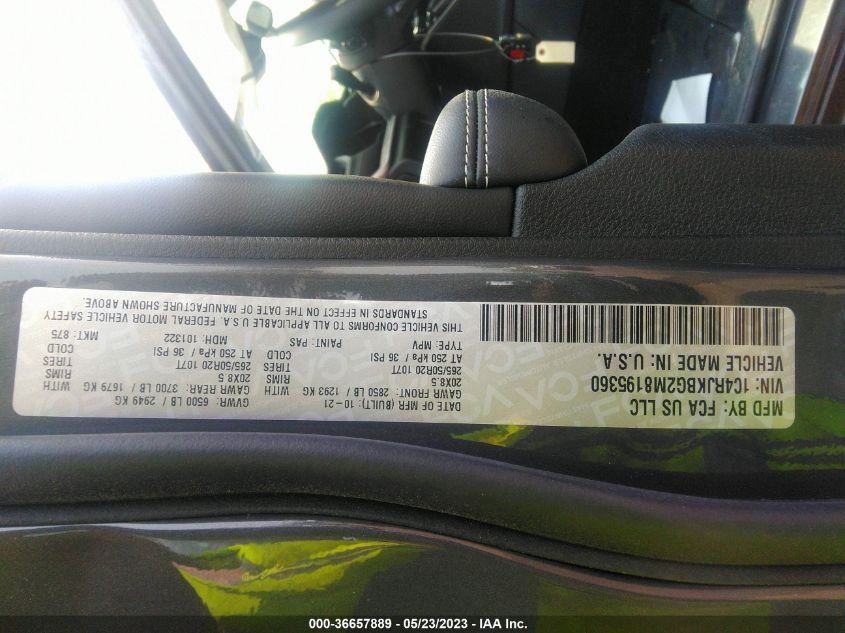 MFD BY: FCA US LLC
VIN: 1C4RJKBG2M8195360
VEHICLE MADE IN: U.S.A.
DATE OF MFR (BUILT): 10-21
GAWR FRONT: 2850 LB / 1293 KG WITH
20X8.5 RIMS
265/50R20 107T TIRES
AT 250 kPa / 36 PSI COLD
TYPE: MPV
PAINT: PAS
GVWR: 6500 LB / 2949 KG
GAWR REAR: 3700 LB / 1679 KG WITH
20X8.5 RIMS
265/50R20 107T TIRES
AT 250 kPa / 36 PSI COLD
MDH: 101322
MKT: 875
THIS VEHICLE CONFORMS TO ALL APPLICABLE U.S.A. FEDERAL MOTOR VEHICLE SAFETY
STANDARDS IN EFFECT ON THE DATE OF MANUFACTURE SHOWN ABOVE.
000-36657889 - 05/23/2023 - IAA Inc.